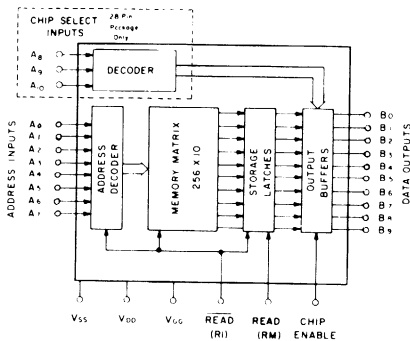 CHIP SELECT
INPUTS
28 Pin
Package
Only
A8
A9
A10
DECODER
ADDRESS INPUTS
A0
A1
A2
A3
A4
A5
A6
A7
ADDRESS
DECODER
MEMORY MATRIX
256 X 10
STORAGE
LATCHES
OUTPUT
BUFFERS
B0
B1
B2
B3
B4
B5
B6
B7
B8
B9
DATA OUTPUTS
VSS
VDD
VGG
READ
(RI)
READ
(RM)
CHIP
ENABLE